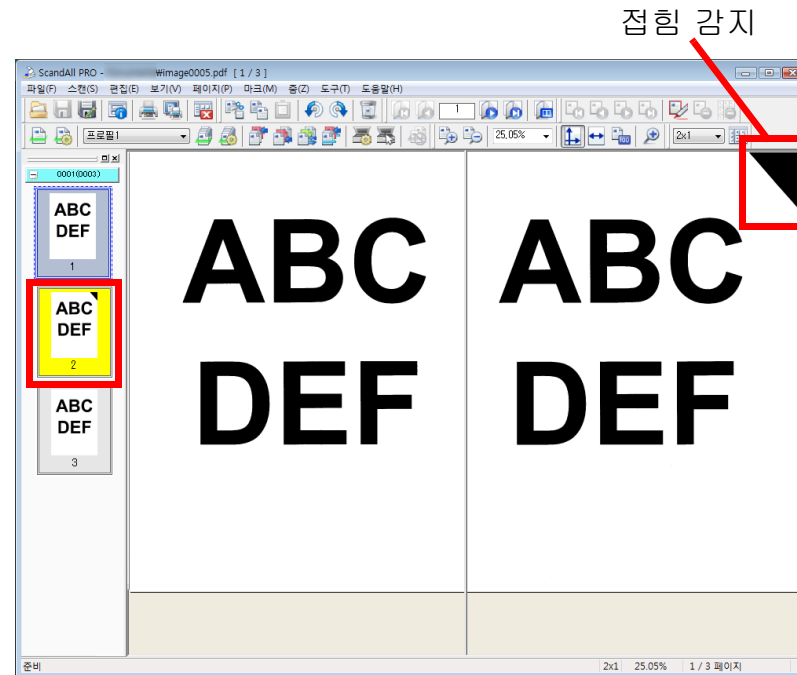 접힘 감지
ScandAll PRO - ₩image0005.pdf [ 1 / 3 ]
파일(F) 스캔(S) 편집(E) 보기(V) 페이지(P) 마크(M) 줌(Z) 도구(T) 도움말(H)
1
프로필1 25,05% 100 2x1
0001(0003)
ABC
DEF
1
ABC
DEF
2
ABC
DEF
3
ABC ABC
DEF DEF
준비 2x1 25.05% 1 / 3 페이지